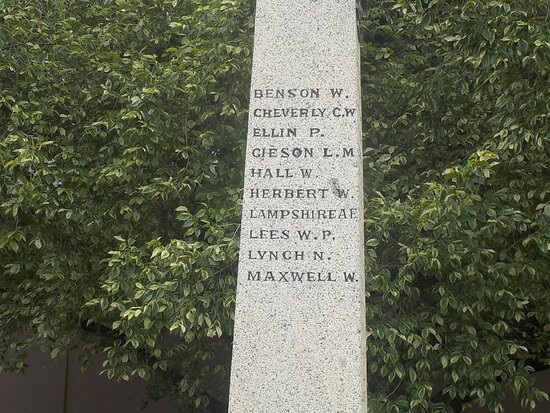 BENSON W.
CHEVERLY C.W
ELLIN P.
GIESON L.M
HALL W.
HERBERT W.
LAMPSHIRE A E
LEES W.P.
LYNCH N.
MAXWELL W.